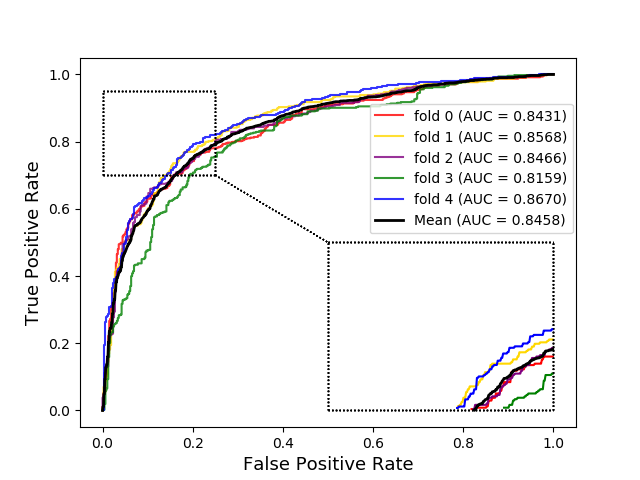 1.0
0.8
0.6
0.4
0.2
0.0
True Positive Rate
fold 0 (AUC = 0.8431)
fold 1 (AUC = 0.8568)
fold 2 (AUC = 0.8466)
fold 3 (AUC = 0.8159)
fold 4 (AUC = 0.8670)
Mean (AUC = 0.8458)
0.0 0.2 0.4 0.6 0.8 1.0
False Positive Rate